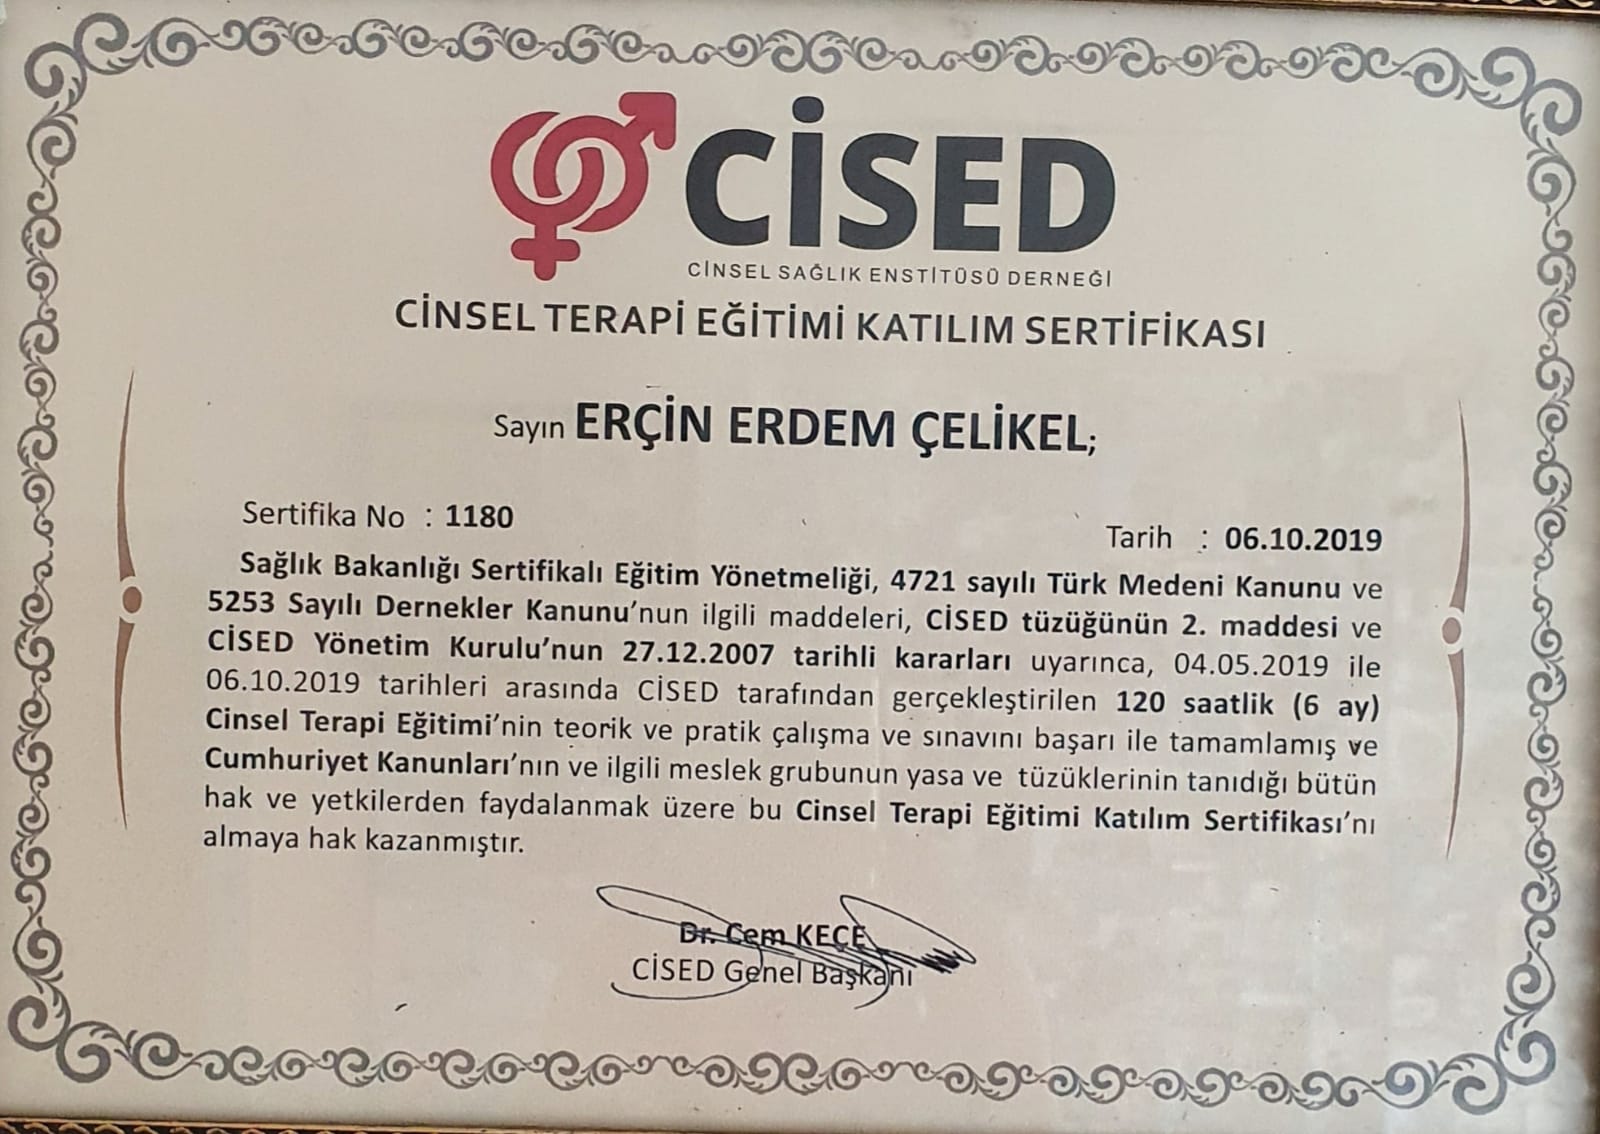 CİSED
CİNSEL SAĞLIK ENSTİTÜSÜ DERNEĞİ
CİNSEL TERAPİ EĞİTİMİ KATILIM SERTİFİKASI
Sayın ERÇİN ERDEM ÇELİKEL;
Sertifika No : 1180
Tarih : 06.10.2019
Sağlık Bakanlığı Sertifikalı Eğitim Yönetmeliği, 4721 sayılı Türk Medeni Kanunu ve
5253 Sayılı Dernekler Kanunu'nun ilgili maddeleri, CİSED tüzüğünün 2. maddesi ve
CİSED Yönetim Kurulu'nun 27.12.2007 tarihli kararları uyarınca, 04.05.2019 ile
06.10.2019 tarihleri arasında CİSED tarafından gerçekleştirilen 120 saatlik (6 ay)
Cinsel Terapi Eğitimi'nin teorik ve pratik çalışma ve sınavını başarı ile tamamlamış ve
Cumhuriyet Kanunları'nın ve ilgili meslek grubunun yasa ve tüzüklerinin tanıdığı bütün
hak ve yetkilerden faydalanmak üzere bu Cinsel Terapi Eğitimi Katılım Sertifikası'nı
almaya hak kazanmıştır.
Dr. Cem KEÇE
CİSED Genel Başkanı